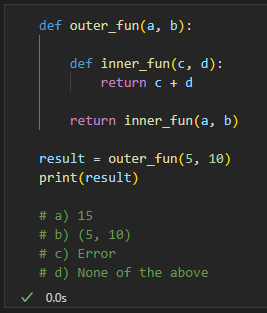 def outer_fun(a, b):
    def inner_fun(c, d):
        return c + d
    return inner_fun(a, b)
result = outer_fun(5, 10)
print(result)
# a) 15
# b) (5, 10)
# c) Error
# d) None of the above
0.0s